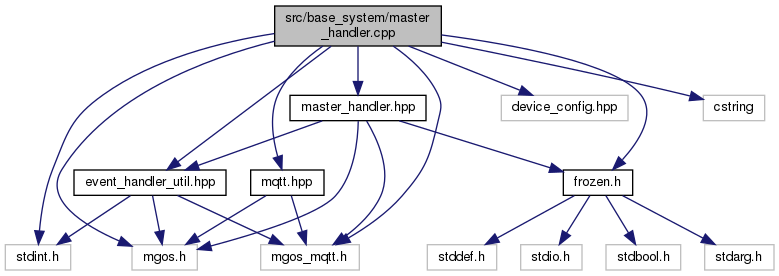 src/base_system/master
_handler.cpp
master_handler.hpp
device_config.hpp
cstring
event_handler_util.hpp
mqtt.hpp
frozen.h
stdint.h
mgos.h
mgos_mqtt.h
stddef.h
stdio.h
stdbool.h
stdarg.h